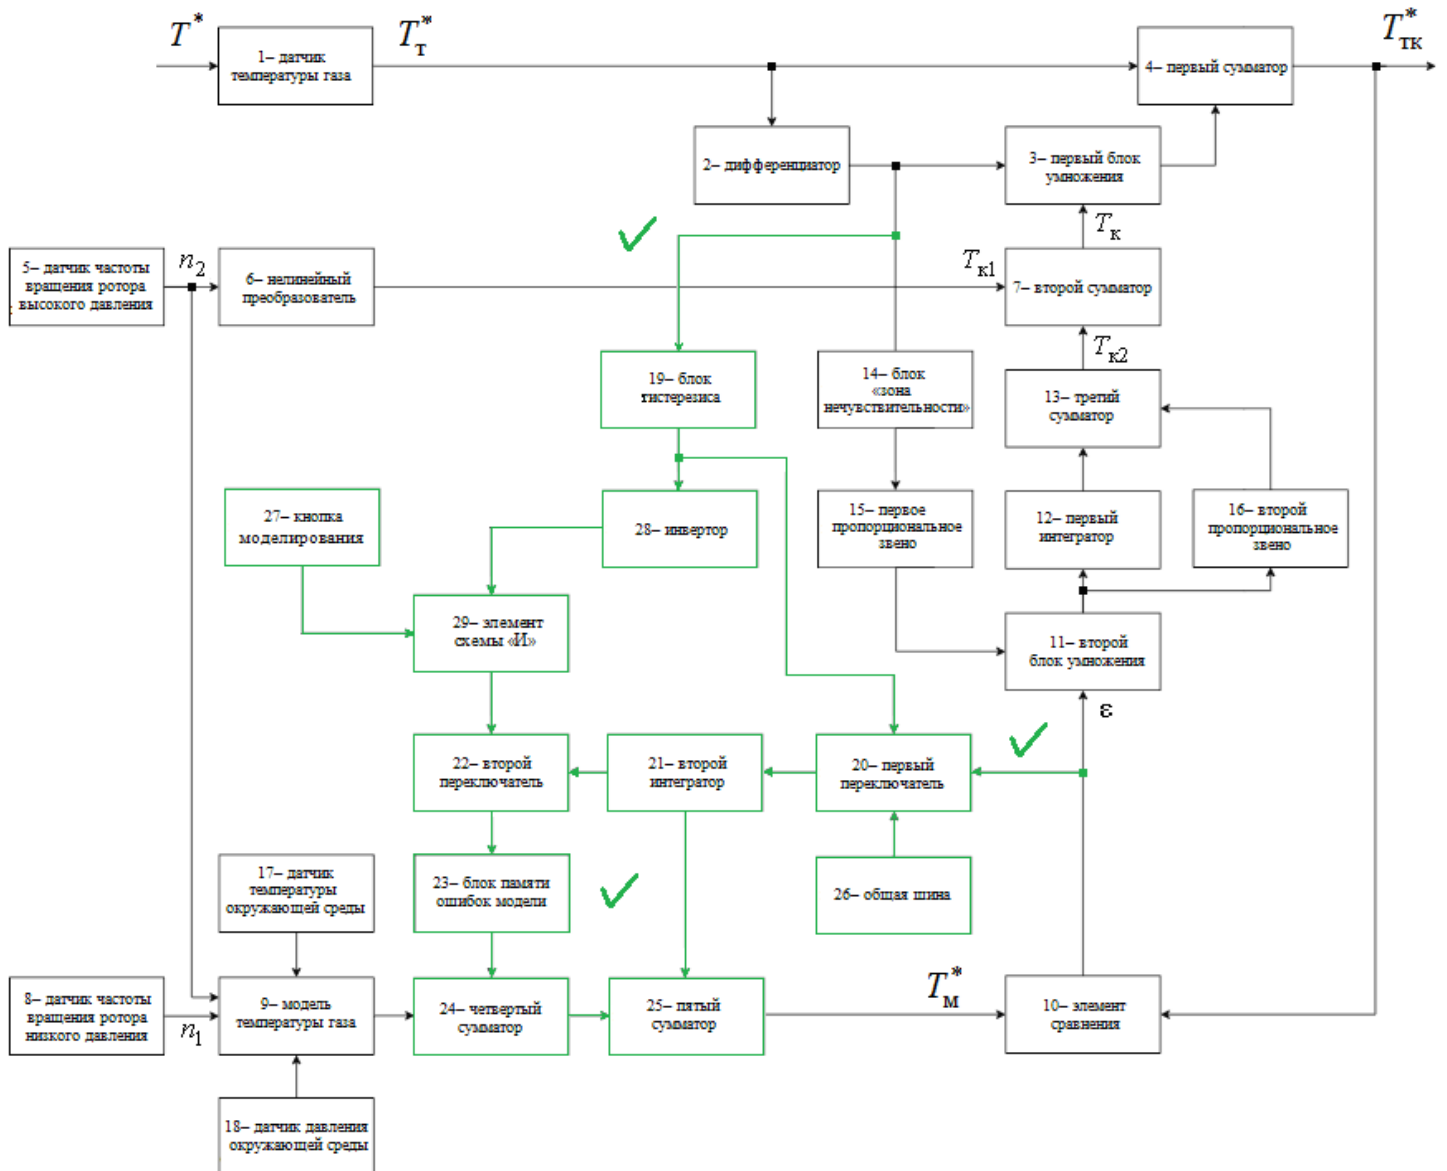 T*
1– датчик
температуры газа
T*т
4– первый сумматор
T*тк
2– дифференциатор
3– первый блок
умножения
Tк
5– датчик частоты
вращения ротора
высокого давления
n2
6– нелинейный
преобразователь
Tк1
7– второй сумматор
Tк2
19– блок
гистерезиса
14– блок
«зона
нечувствительности»
13– третий
сумматор
27– кнопка
моделирования
28– инвертор
15– первое
пропорциональное
звено
12– первый
интегратор
16– второй
пропорциональное
звено
29– элемент
схемы «И»
11– второй
блок умножения
ε
22– второй
переключатель
21– второй
интегратор
20– первый
переключатель
17– датчик
температуры
окружающей среды
23– блок памяти
ошибок модели
26– общая шина
8– датчик частоты
вращения ротора
низкого давления
n1
9– модель
температуры газа
24– четвертый
сумматор
25– пятый
сумматор
T*м
10– элемент
сравнения
18– датчик давления
окружающей среды